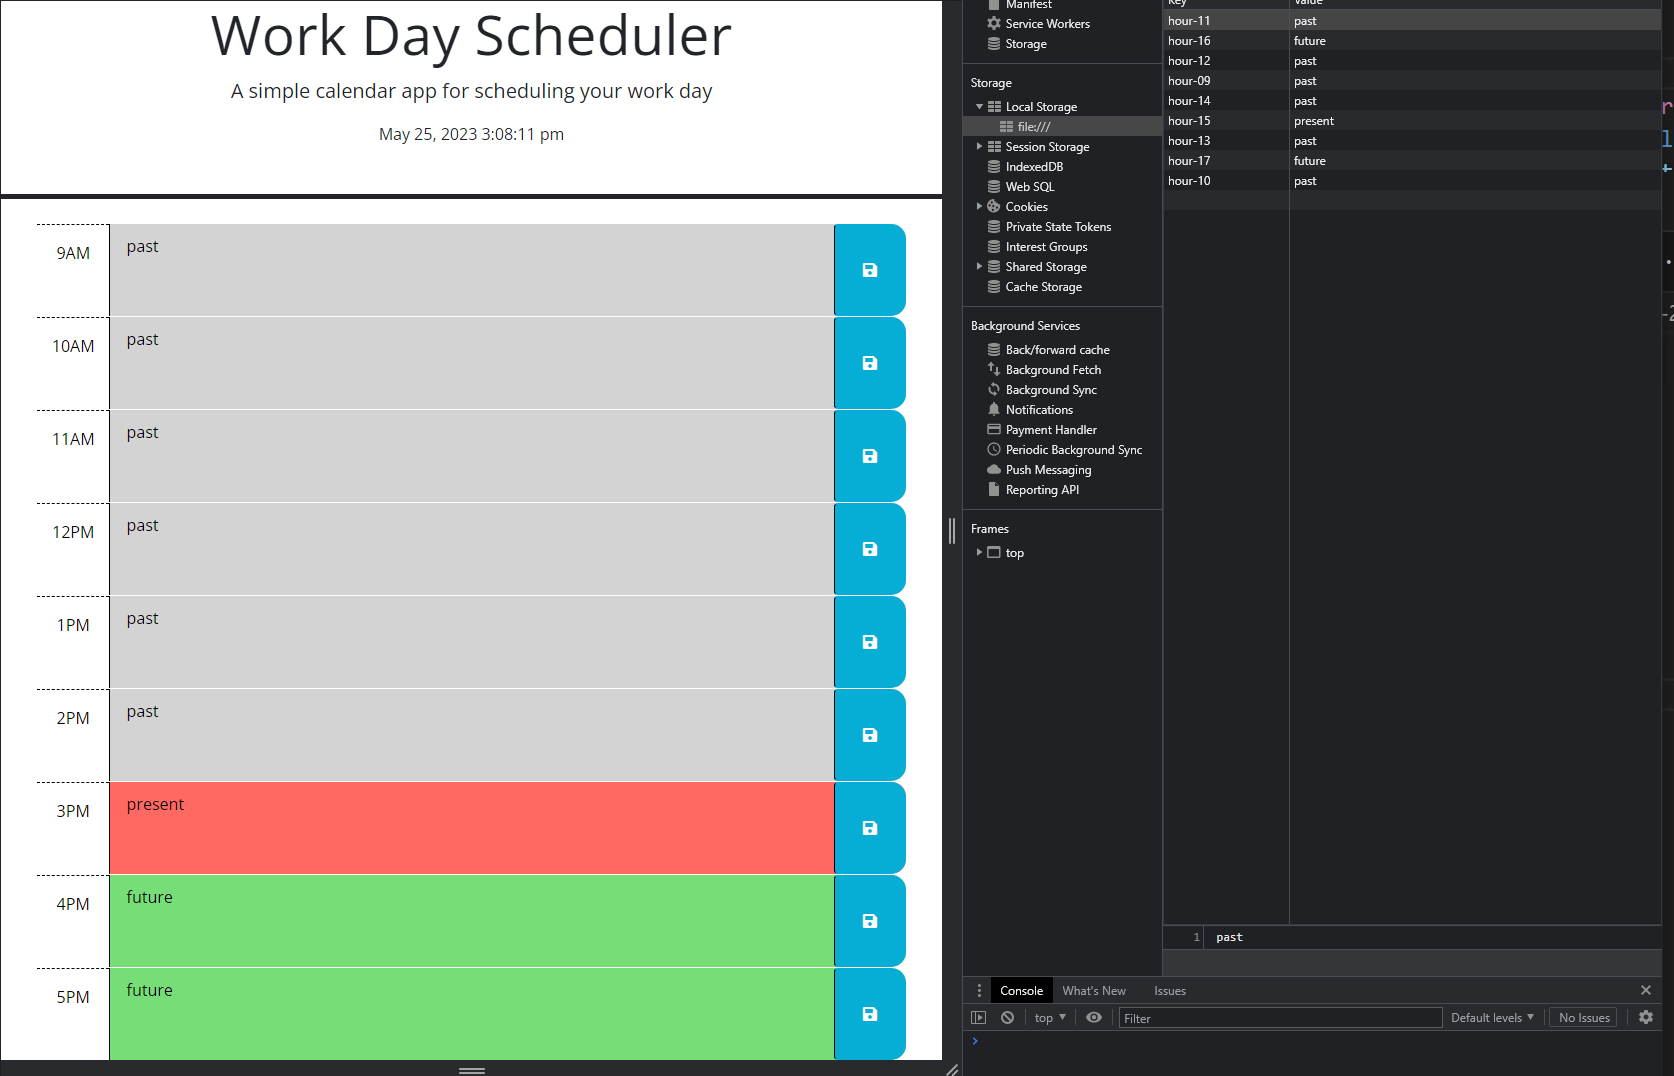 Work Day Scheduler
A simple calendar app for scheduling your work day
May 25, 2023 3:08:11 pm
9AM past
10AM past
11AM past
12PM past
1PM past
2PM past
3PM present
4PM future
5PM future
Manifest
Service Workers
Storage
Storage
Local Storage
file:///
Session Storage
IndexedDB
Web SQL
Cookies
Private State Tokens
Interest Groups
Shared Storage
Cache Storage
Background Services
Back/forward cache
Background Fetch
Background Sync
Notifications
Payment Handler
Periodic Background Sync
Push Messaging
Reporting API
Frames
top
Key Value
hour-11 past
hour-16 future
hour-12 past
hour-09 past
hour-14 past
hour-15 present
hour-13 past
hour-17 future
hour-10 past
1 past
Console What's New Issues
top Filter Default levels No Issues